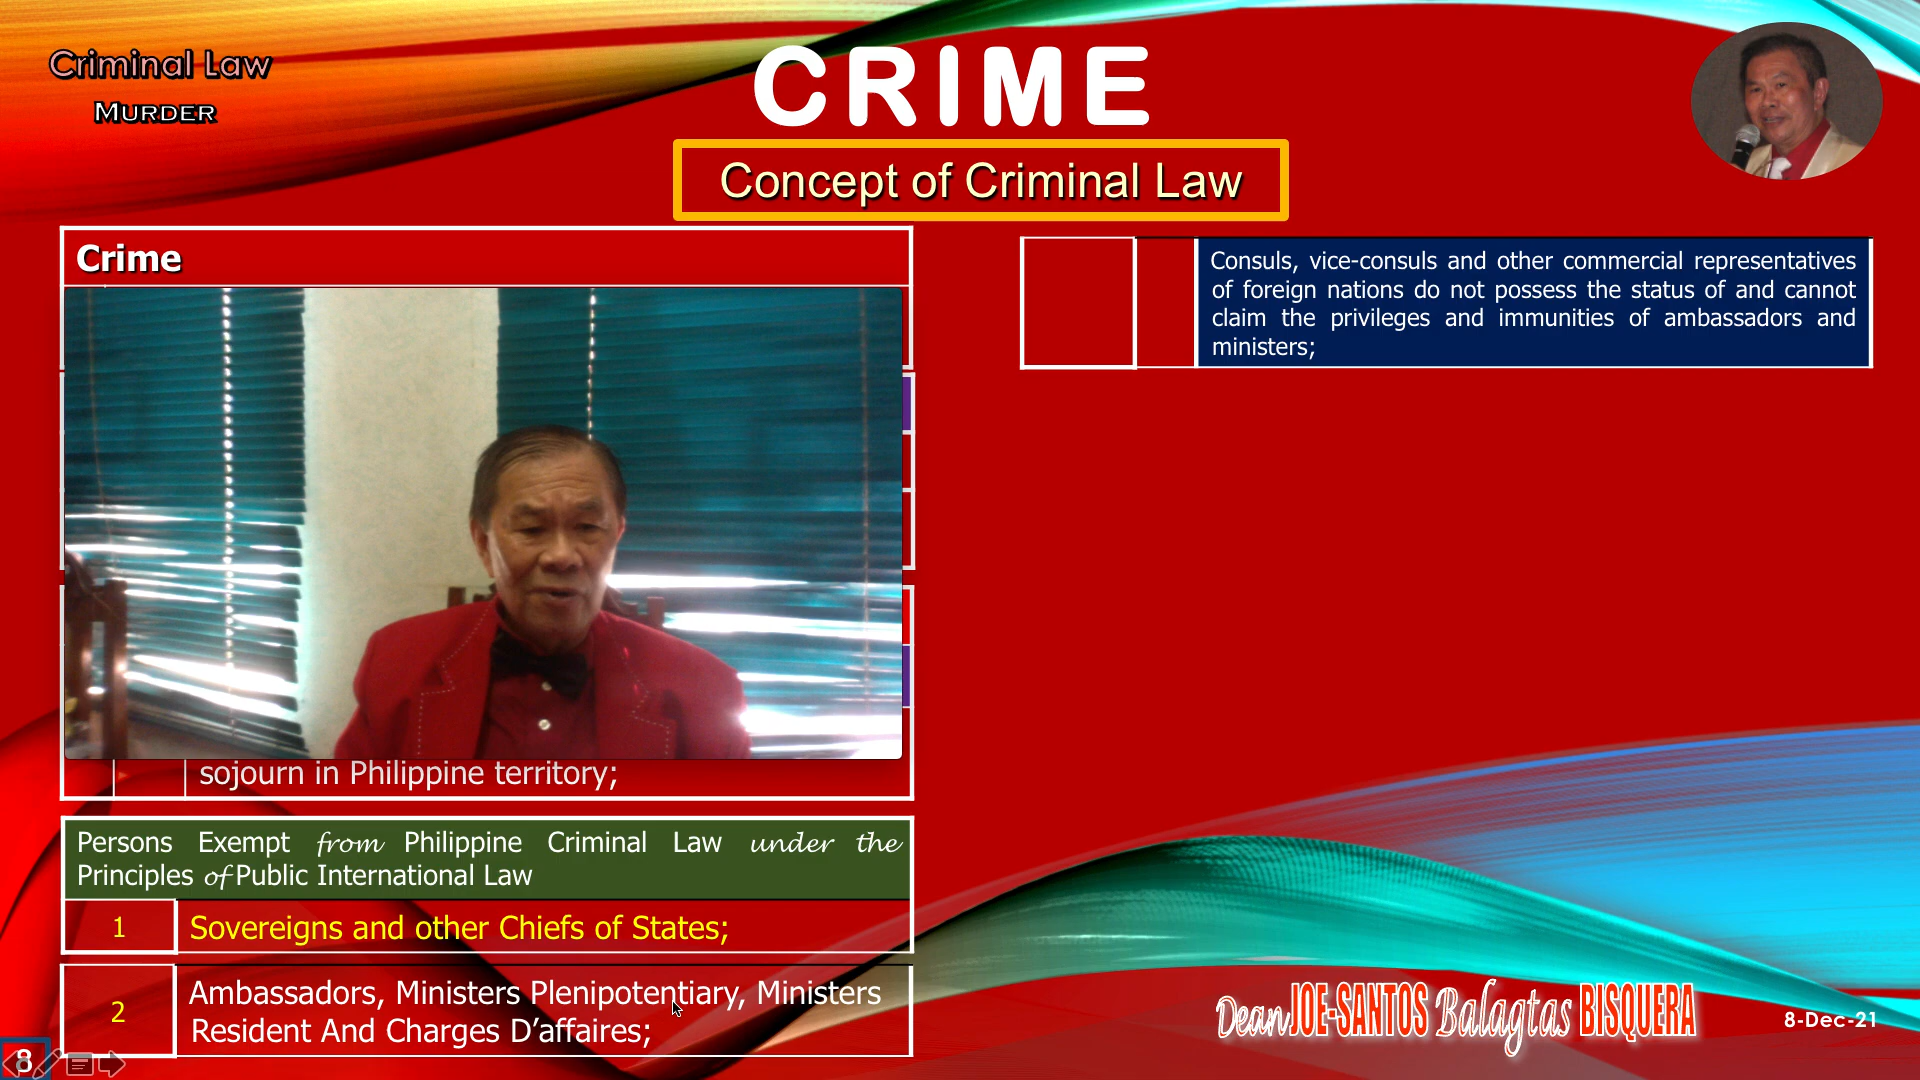 Criminal Law
MURDER
CRIME
Concept of Criminal Law
Crime
sojourn in Philippine territory;
Persons Exempt from Philippine Criminal Law under the
Principles of Public International Law
1 Sovereigns and other Chiefs of States;
2 Ambassadors, Ministers Plenipotentiary, Ministers
Resident And Charges D’affaires;
Consuls, vice-consuls and other commercial representatives
of foreign nations do not possess the status of and cannot
claim the privileges and immunities of ambassadors and
ministers;
Dean JOE-SANTOS Balagtas BISQUERA
8-Dec-21
8